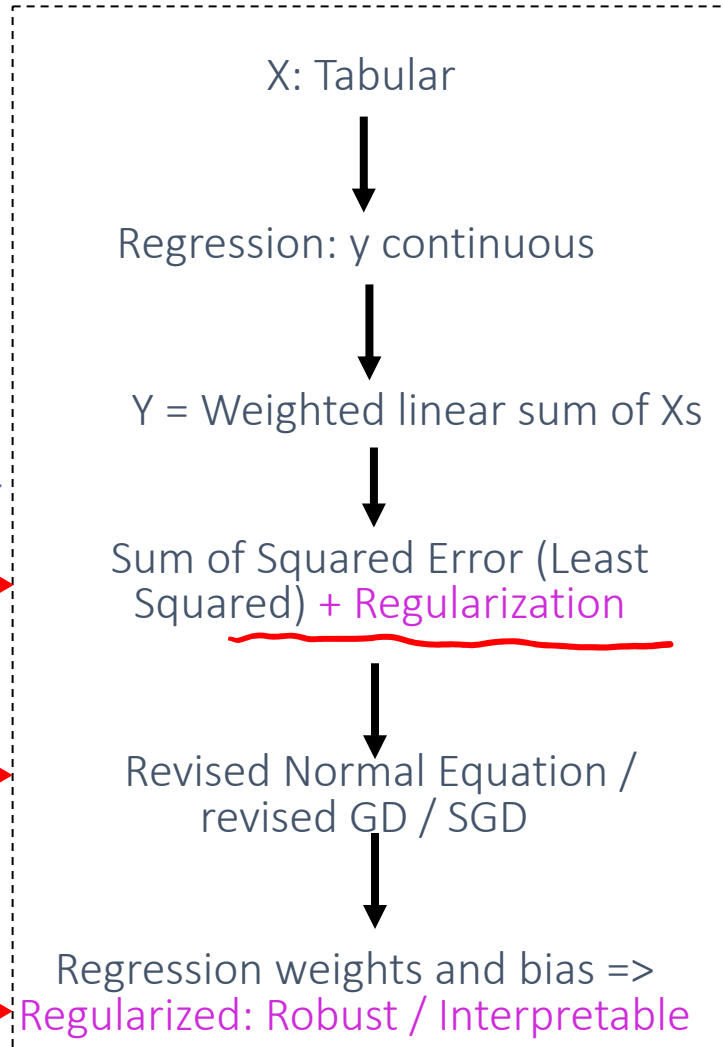 X: Tabular
Regression: y continuous
Y = Weighted linear sum of Xs
Sum of Squared Error (Least
Squared) + Regularization
Revised Normal Equation /
revised GD / SGD
Regression weights and bias =>
Regularized: Robust / Interpretable